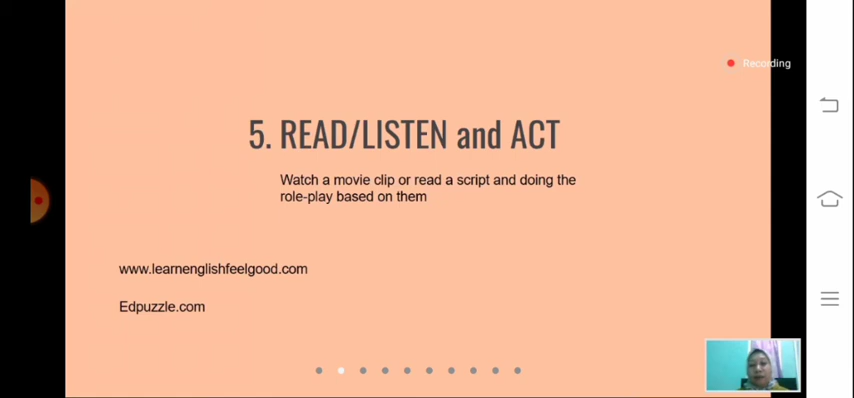 Recording
5. READ/LISTEN and ACT
Watch a movie clip or read a script and doing the
role-play based on them
www.learnenglishfeelgood.com
Edpuzzle.com